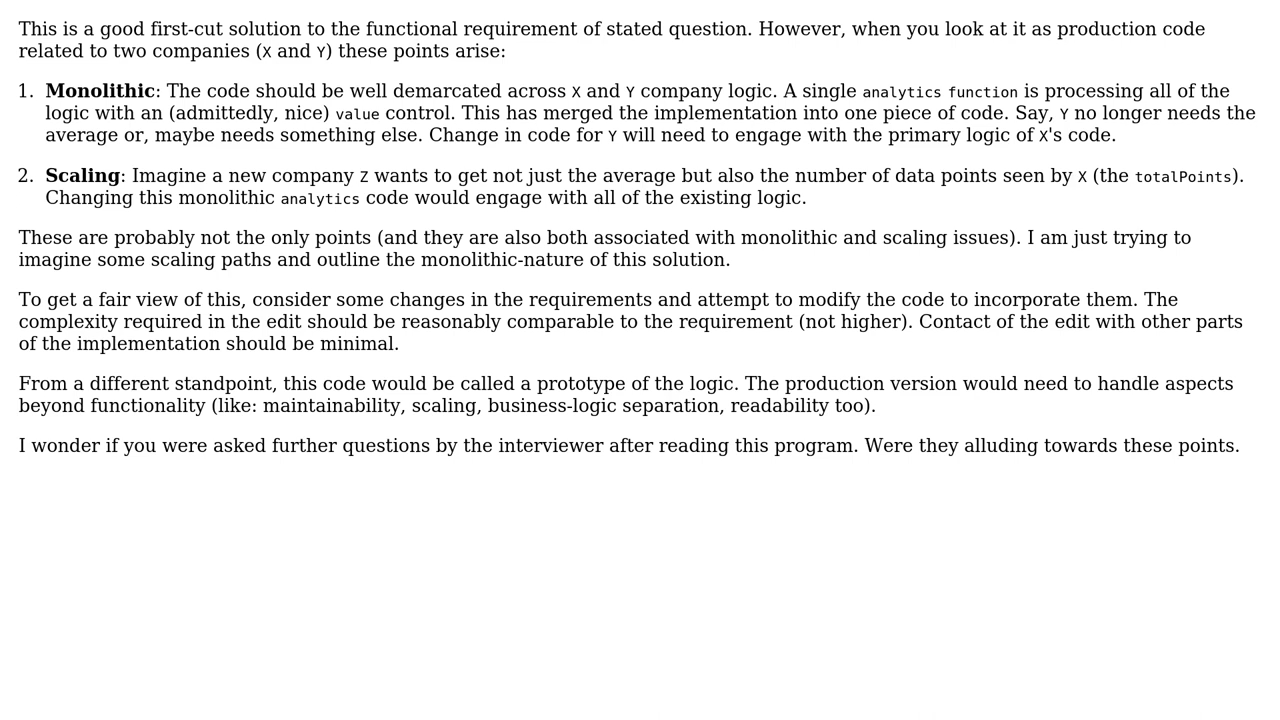 This is a good first-cut solution to the functional requirement of stated question. However, when you look at it as production code
related to two companies (X and Y) these points arise:
1. Monolithic: The code should be well demarcated across X and Y company logic. A single analytics function is processing all of the
logic with an (admittedly, nice) value control. This has merged the implementation into one piece of code. Say, Y no longer needs the
average or, maybe needs something else. Change in code for Y will need to engage with the primary logic of X's code.
2. Scaling: Imagine a new company Z wants to get not just the average but also the number of data points seen by X (the totalPoints).
Changing this monolithic analytics code would engage with all of the existing logic.
These are probably not the only points (and they are also both associated with monolithic and scaling issues). I am just trying to
imagine some scaling paths and outline the monolithic-nature of this solution.
To get a fair view of this, consider some changes in the requirements and attempt to modify the code to incorporate them. The
complexity required in the edit should be reasonably comparable to the requirement (not higher). Contact of the edit with other parts
of the implementation should be minimal.
From a different standpoint, this code would be called a prototype of the logic. The production version would need to handle aspects
beyond functionality (like: maintainability, scaling, business-logic separation, readability too).
I wonder if you were asked further questions by the interviewer after reading this program. Were they alluding towards these points.